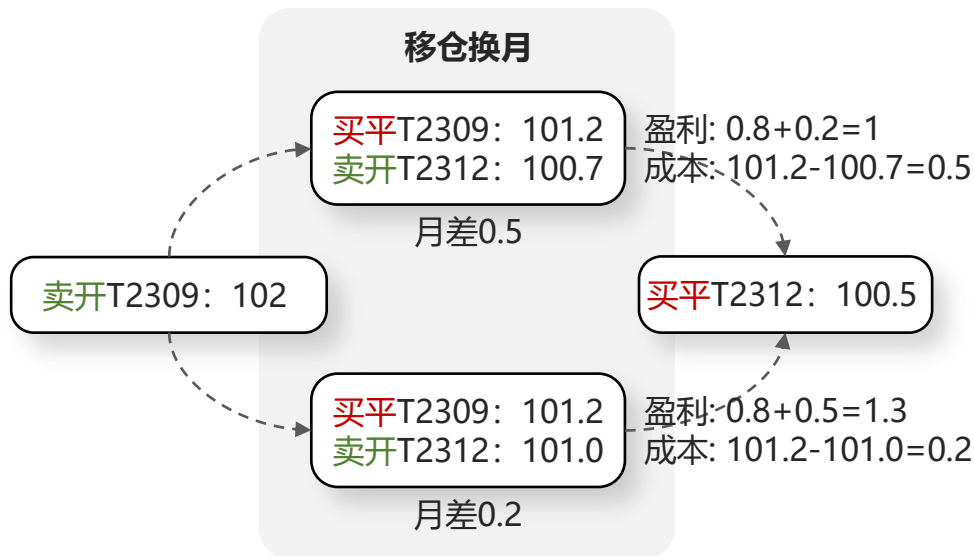 移仓换月
买平T2309：101.2
卖开T2312：100.7
盈利: 0.8+0.2=1
成本: 101.2-100.7=0.5
月差0.5
卖开T2309：102
买平T2312：100.5
买平T2309：101.2
卖开T2312：101.0
盈利: 0.8+0.5=1.3
成本: 101.2-101.0=0.2
月差0.2